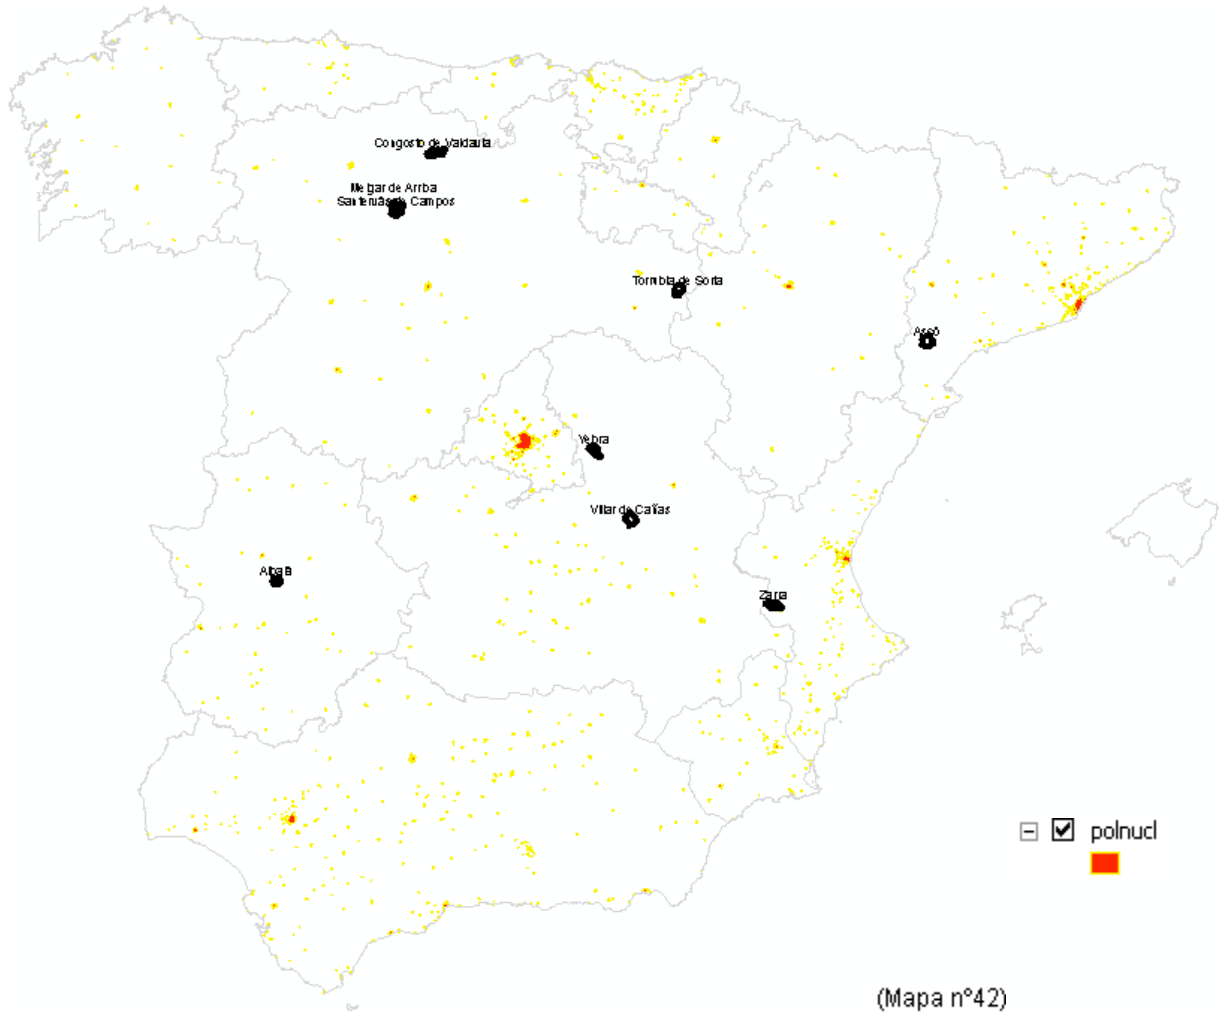 Congosto de Valdavia
Melgar de Arriba
Santervás de Campos
Torrubia de Soria
Ascó
Yebra
Villar de Cañas
Albalá
Zarra
polnucl
(Mapa nº42)